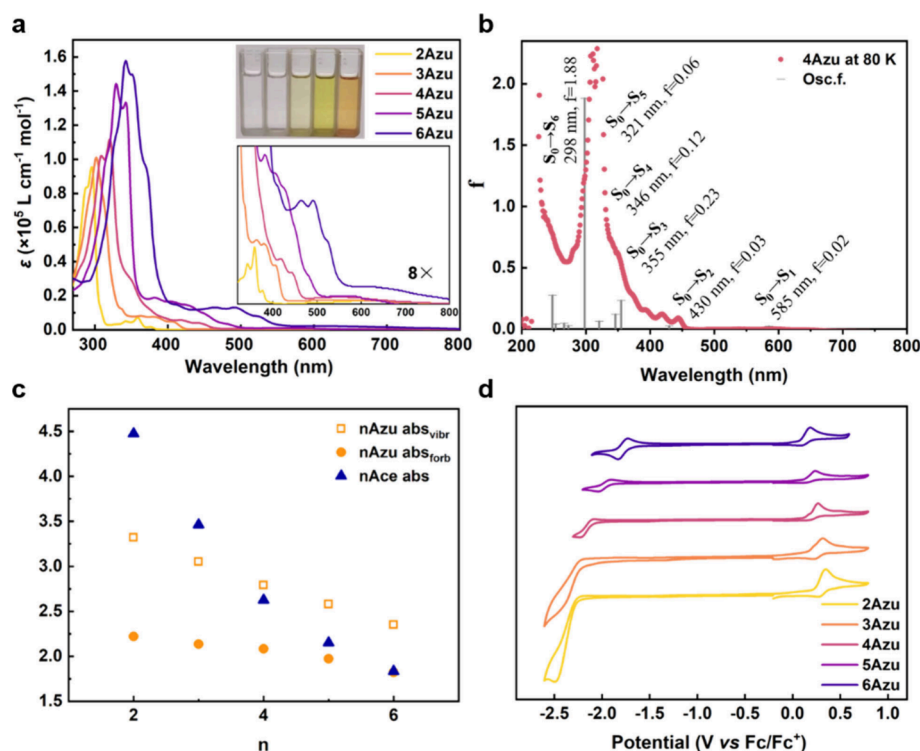 a
ε (×10⁵ L cm⁻¹ mol⁻¹)
1.6
1.4
1.2
1.0
0.8
0.6
0.4
0.2
0.0
2Azu
3Azu
4Azu
5Azu
6Azu
8×
400 500 600 700 800
300 400 500 600 700 800
Wavelength (nm)
b
f
2.0
1.5
1.0
0.5
0.0
4Azu at 80 K
Osc.f.
S₀→S₆
298 nm, f=1.88
S₀→S₅
321 nm, f=0.06
S₀→S₄
346 nm, f=0.12
S₀→S₃
355 nm, f=0.23
S₀→S₂
430 nm, f=0.03
S₀→S₁
585 nm, f=0.02
200 300 400 500 600 700 800
Wavelength (nm)
c
4.5
4.0
3.5
3.0
2.5
2.0
1.5
nAzu abs_vibr
nAzu abs_forb
nAce abs
2 4 6
n
d
2Azu
3Azu
4Azu
5Azu
6Azu
-2.5 -2.0 -1.5 -1.0 -0.5 0.0 0.5 1.0
Potential (V vs Fc/Fc⁺)